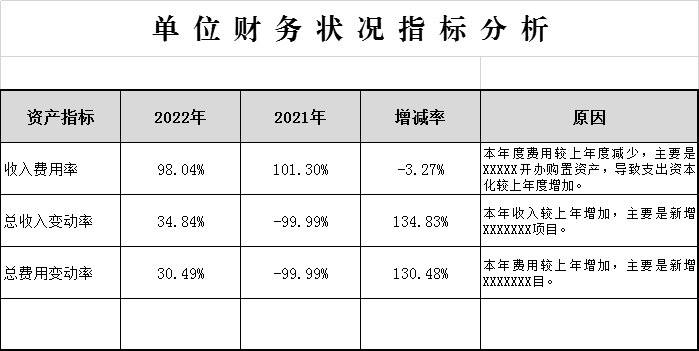 单位财务状况指标分析
资产指标 2022年 2021年 增减率 原因
收入费用率 98.04% 101.30% -3.27% 本年度费用较上年度减少，主要是
XXXXX开办购置资产，导致支出资本
化较上年度增加。
总收入变动率 34.84% -99.99% 134.83% 本年收入较上年增加，主要是新增
XXXXXXX项目。
总费用变动率 30.49% -99.99% 130.48% 本年费用较上年增加，主要是新增
XXXXXXX目。